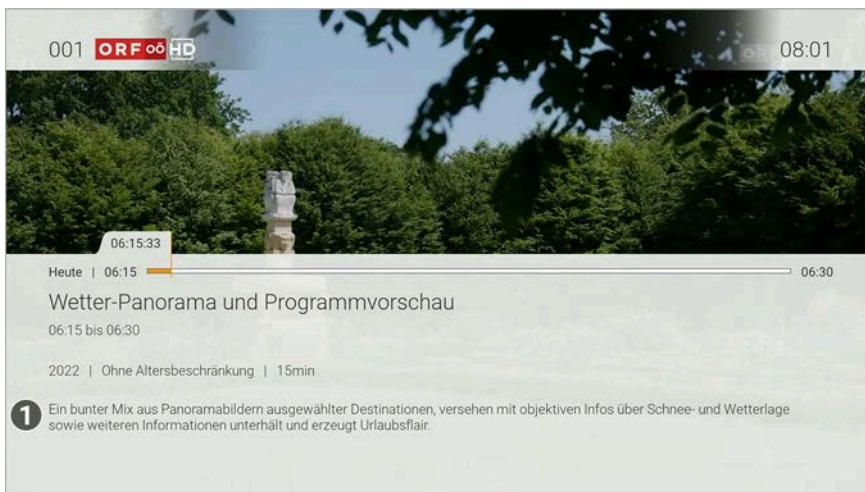 001 ORF oö HD
08:01
06:15:33
Heute | 06:15
06:30
Wetter-Panorama und Programmvorschau
06:15 bis 06:30
2022 | Ohne Altersbeschränkung | 15min
1
Ein bunter Mix aus Panoramabildern ausgewählter Destinationen, versehen mit objektiven Infos über Schnee- und Wetterlage
sowie weiteren Informationen unterhält und erzeugt Urlaubsflair.